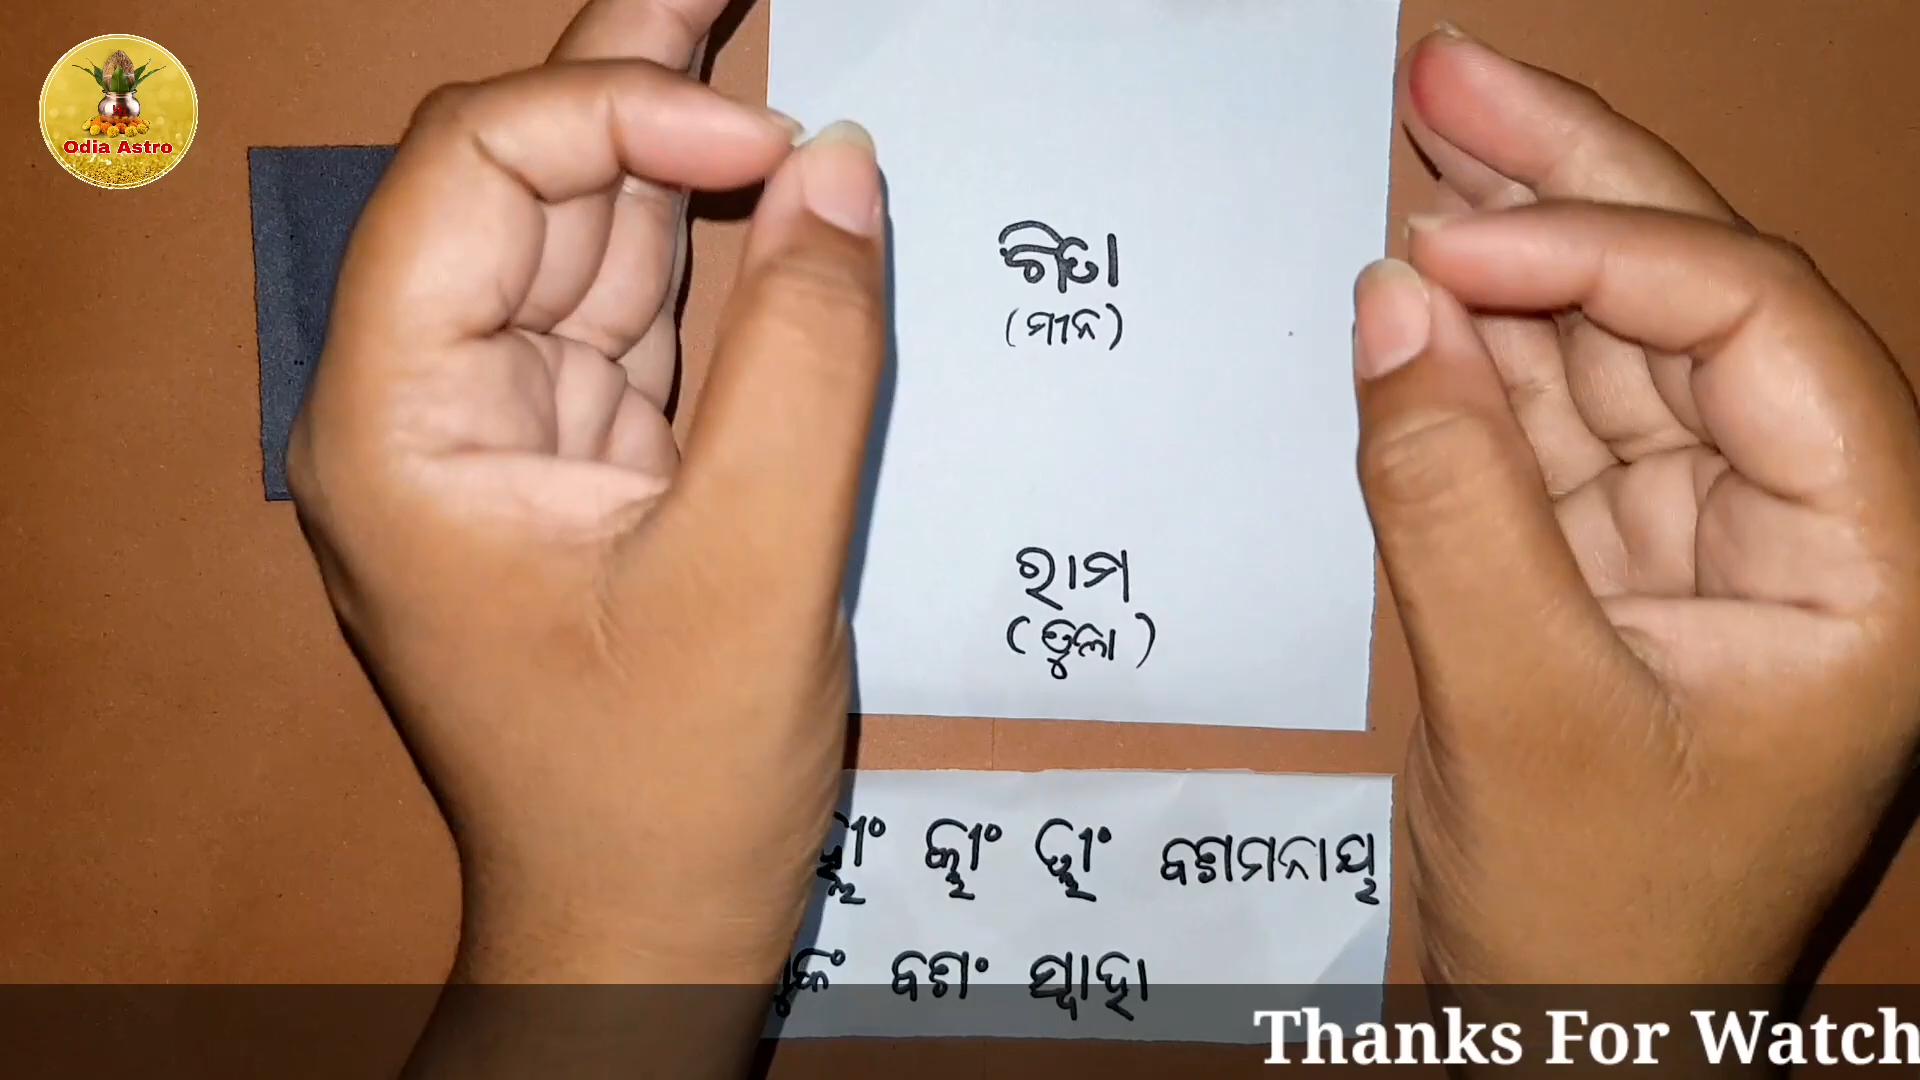 Odia Astro
ଗିତା
(ମୀନ)
ରାମ
(ତୁଳା)
କ୍ଲୀଂ ବଶମନାୟ
ବଶଂ ସ୍ୱାହା
Thanks For Watch